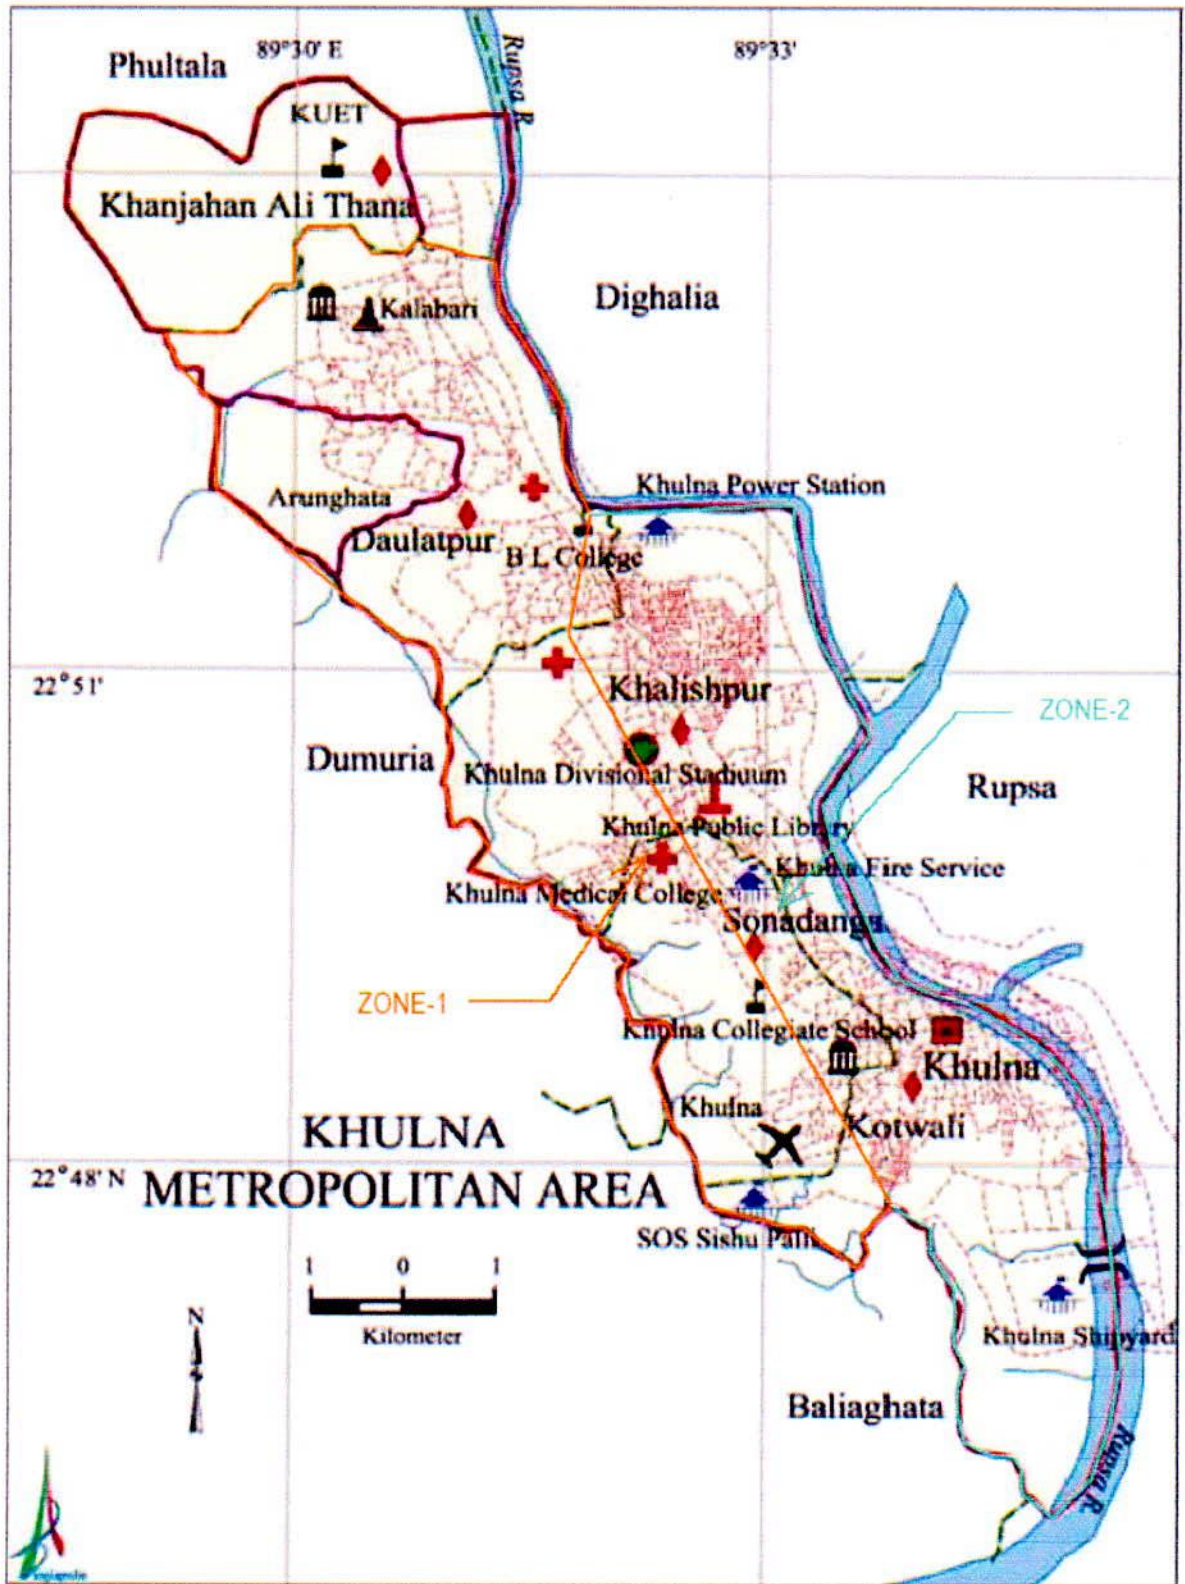 89°30' E
89°33'
Rupsa R.
Phultala
KUET
Khanjahan Ali Thana
Dighalia
Kalabari
Khulna Power Station
Arunghata
Daulatpur
B L College
22°51'
Khalishpur
ZONE-2
Dumuria
Khulna Divisional Stadiuum
Rupsa
Khulna Public Library
Khulna Fire Service
Khulna Medical College
Sonadanga
ZONE-1
Khulna Collegiate School
Khulna
Khulna
Kotwali
KHULNA
22°48' N
METROPOLITAN AREA
SOS Sishu Palli
1 0 1
Kilometer
N
Khulna Shipyard
Baliaghata
Rupsa R.